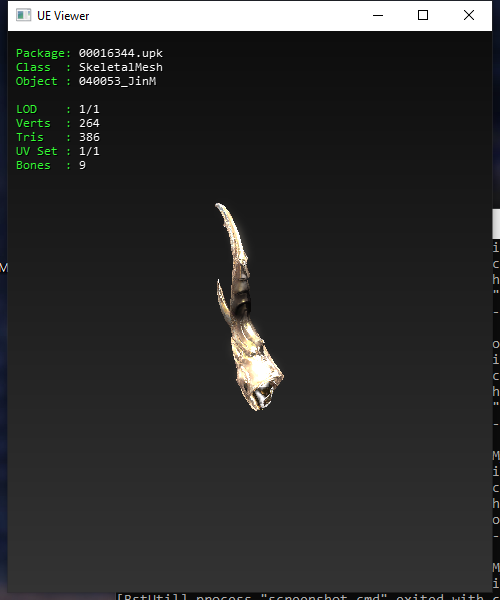 UE Viewer
Package: 00016344.upk
Class  : SkeletalMesh
Object : 040053_JinM
LOD    : 1/1
Verts  : 264
Tris   : 386
UV Set : 1/1
Bones  : 9
M
i
c
h
"
-
o
i
c
h
"
-
M
i
c
h
o
-
M
i
[BstUtil] process "screenshot.cmd" exited with c